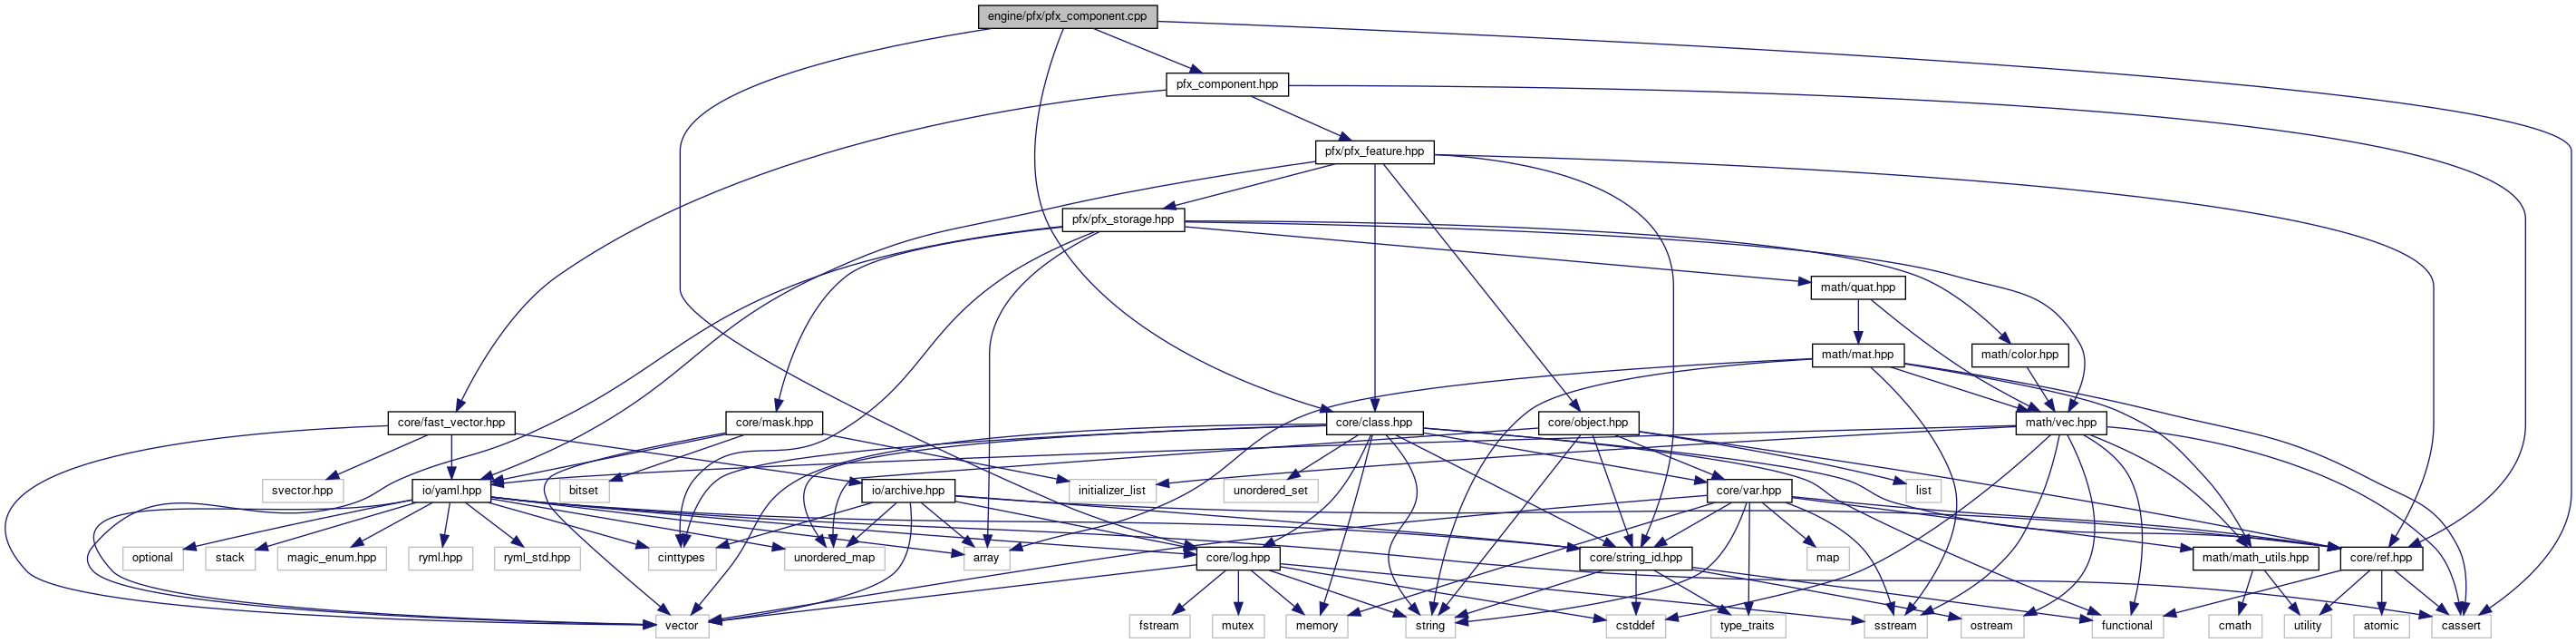 engine/pfx/pfx_component.cpp
pfx_component.hpp
pfx/pfx_feature.hpp
pfx/pfx_storage.hpp
math/quat.hpp
math/mat.hpp
math/color.hpp
core/fast_vector.hpp
core/mask.hpp
core/class.hpp
core/object.hpp
math/vec.hpp
svector.hpp
io/yaml.hpp
bitset
io/archive.hpp
initializer_list
unordered_set
core/var.hpp
list
optional
stack
magic_enum.hpp
ryml.hpp
ryml_std.hpp
cinttypes
unordered_map
array
core/log.hpp
core/string_id.hpp
map
math/math_utils.hpp
core/ref.hpp
vector
fstream
mutex
memory
string
cstddef
type_traits
sstream
ostream
functional
cmath
utility
atomic
cassert